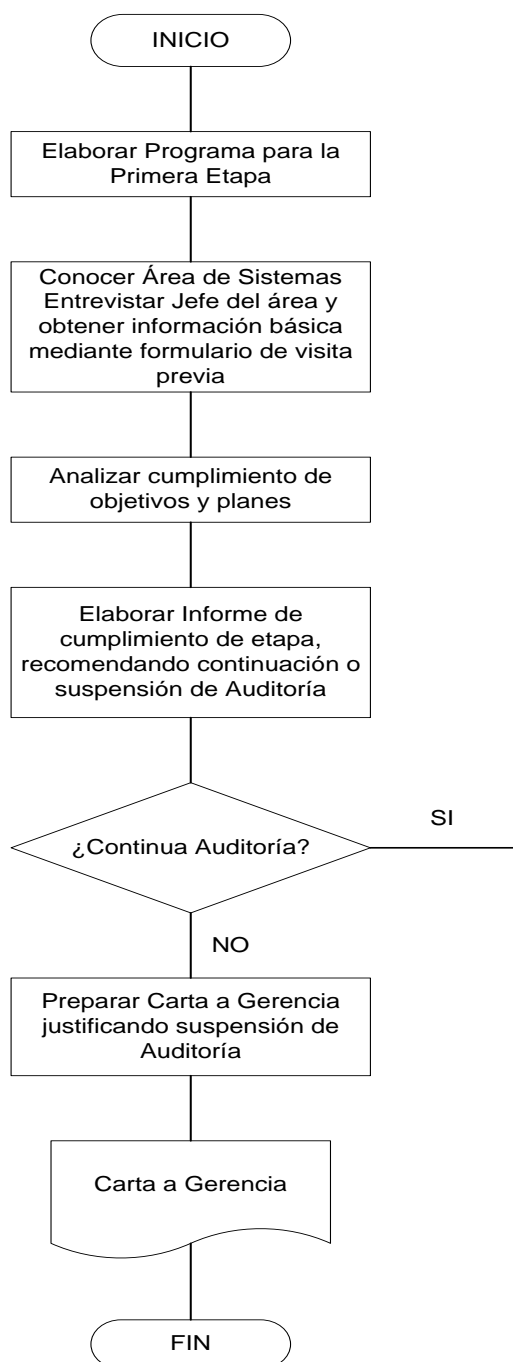 INICIO
Elaborar Programa para la
Primera Etapa
Conocer Área de Sistemas
Entrevistar Jefe del área y
obtener información básica
mediante formulario de visita
previa
Analizar cumplimiento de
objetivos y planes
Elaborar Informe de
cumplimiento de etapa,
recomendando continuación o
suspensión de Auditoría
¿Continua Auditoría?
SI
NO
Preparar Carta a Gerencia
justificando suspensión de
Auditoría
Carta a Gerencia
FIN